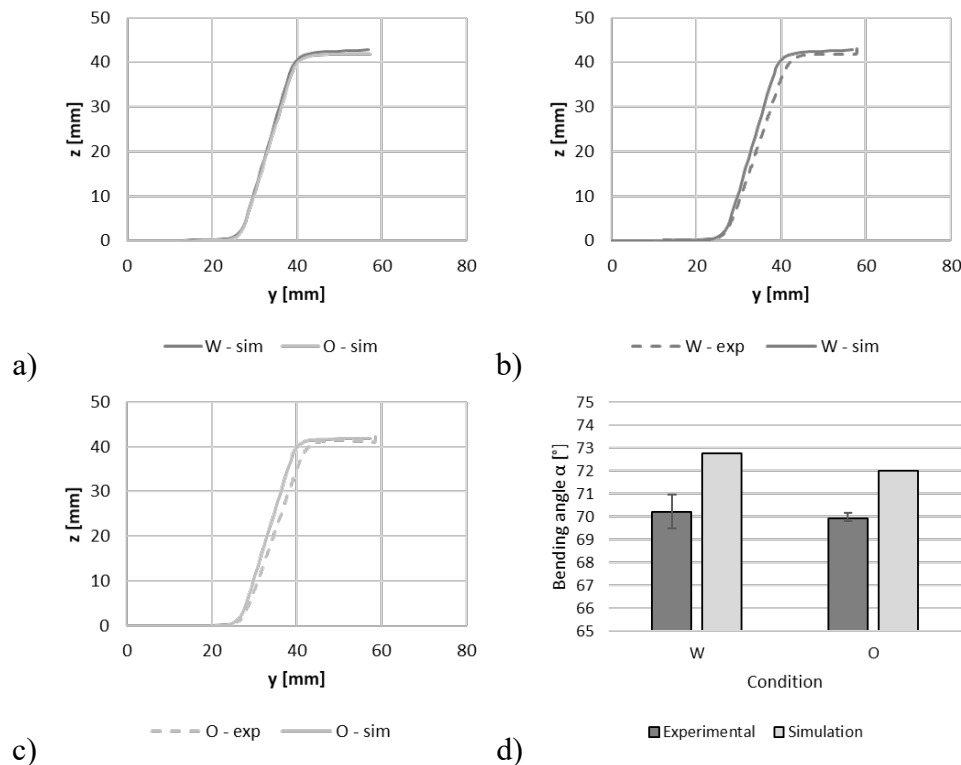 50
40
30
20
10
0
z [mm]
0 20 40 60 80
y [mm]
W - sim O - sim
a)
50
40
30
20
10
0
z [mm]
0 20 40 60 80
y [mm]
W - exp W - sim
b)
50
40
30
20
10
0
z [mm]
0 20 40 60 80
y [mm]
O - exp O - sim
c)
75
74
73
72
71
70
69
68
67
66
65
Bending angle α [°]
W O
Condition
Experimental Simulation
d)